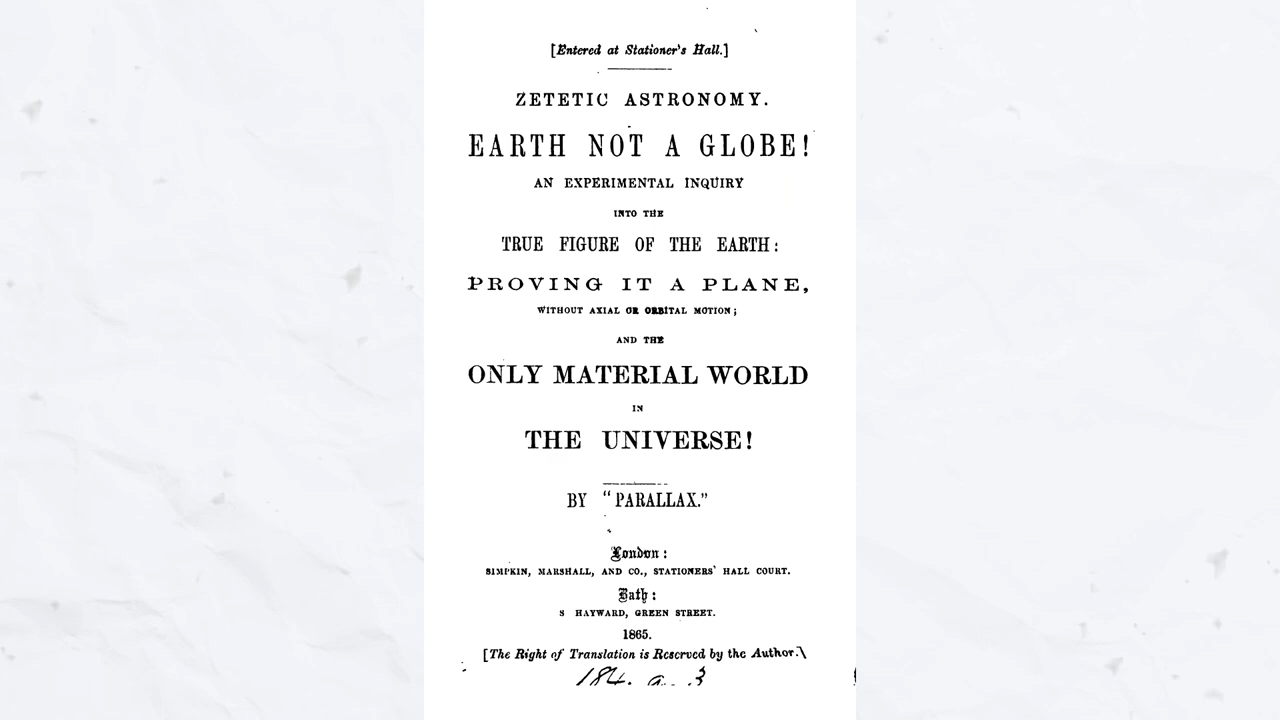 [Entered at Stationer's Hall.]
ZETETIC ASTRONOMY.
EARTH NOT A GLOBE!
AN EXPERIMENTAL INQUIRY
INTO THE
TRUE FIGURE OF THE EARTH:
PROVING IT A PLANE,
WITHOUT AXIAL OR ORBITAL MOTION;
AND THE
ONLY MATERIAL WORLD
IN
THE UNIVERSE!
BY "PARALLAX."
London:
SIMPKIN, MARSHALL, AND CO., STATIONERS' HALL COURT.
Bath:
S HAYWARD, GREEN STREET.
1865.
[The Right of Translation is Reserved by the Author.\
184. a. 3